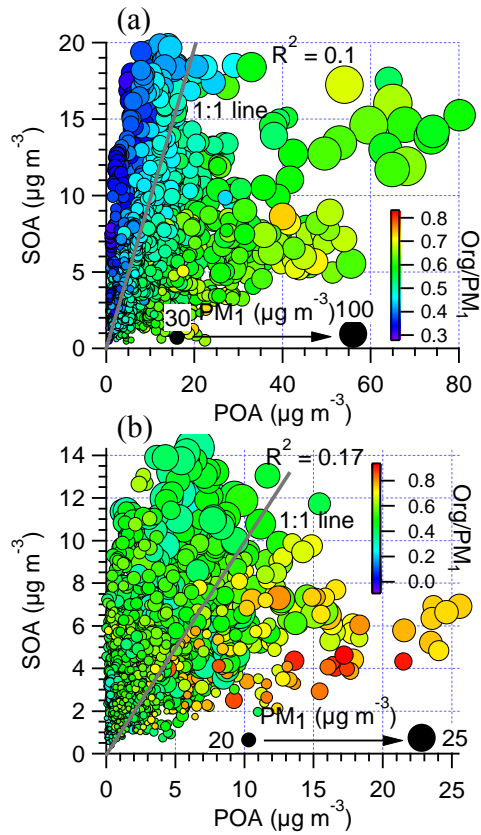 (a)
R² = 0.1
1:1 line
SOA (µg m⁻³)
20
15
10
5
0
0.8
0.7
0.6
0.5
0.4
0.3
Org/PM₁
30 PM₁ (µg m⁻³) 100
0 20 40 60 80
POA (µg m⁻³)
(b)
R² = 0.17
1:1 line
SOA (µg m⁻³)
14
12
10
8
6
4
2
0
0.8
0.6
0.4
0.2
0.0
Org/PM₁
PM₁ (µg m⁻³)
20 25
0 5 10 15 20 25
POA (µg m⁻³)